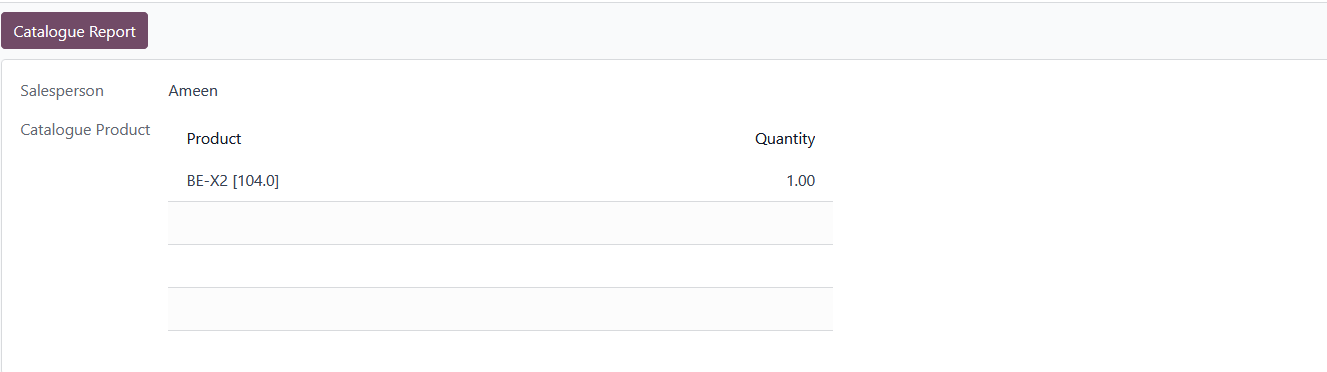 Catalogue Report
Salesperson Ameen
Catalogue Product
Product Quantity
BE-X2 [104.0] 1.00